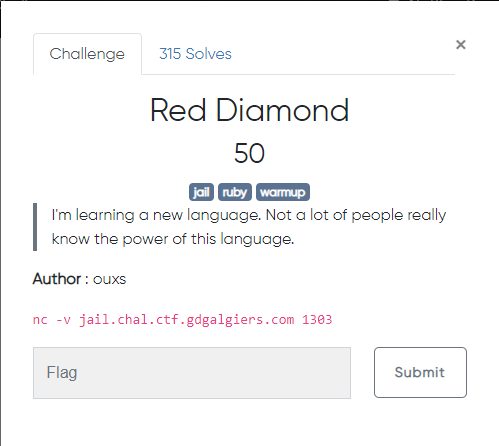 Challenge 315 Solves ×
Red Diamond
50
jail ruby warmup
I'm learning a new language. Not a lot of people really
know the power of this language.
Author : ouxs
nc -v jail.chal.ctf.gdgalgiers.com 1303
Flag Submit